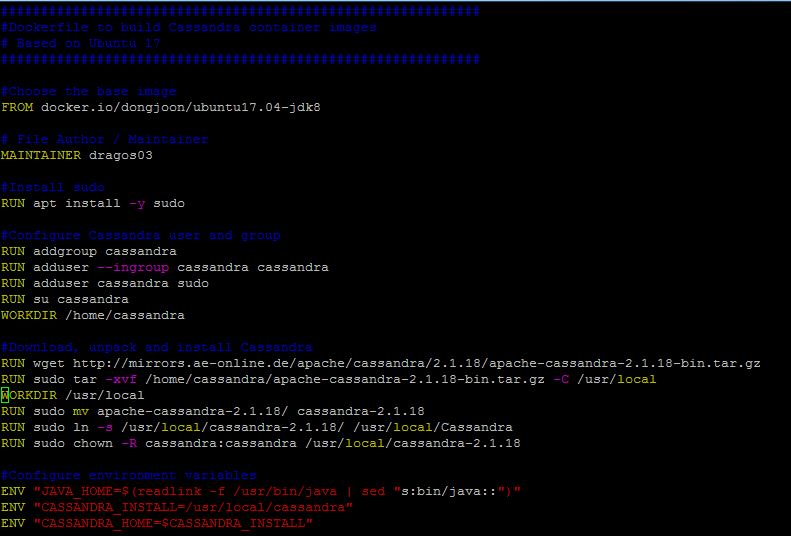 ############################################################
#Dockerfile to build Cassandra container images
# Based on Ubuntu 17
############################################################
#Choose the base image
FROM docker.io/dongjoon/ubuntu17.04-jdk8
# File Author / Maintainer
MAINTAINER dragos03
#Install sudo
RUN apt install -y sudo
#Configure Cassandra user and group
RUN addgroup cassandra
RUN adduser --ingroup cassandra cassandra
RUN adduser cassandra sudo
RUN su cassandra
WORKDIR /home/cassandra
#Download, unpack and install Cassandra
RUN wget http://mirrors.ae-online.de/apache/cassandra/2.1.18/apache-cassandra-2.1.18-bin.tar.gz
RUN sudo tar -xvf /home/cassandra/apache-cassandra-2.1.18-bin.tar.gz -C /usr/local
WORKDIR /usr/local
RUN sudo mv apache-cassandra-2.1.18/ cassandra-2.1.18
RUN sudo ln -s /usr/local/cassandra-2.1.18/ /usr/local/Cassandra
RUN sudo chown -R cassandra:cassandra /usr/local/cassandra-2.1.18
#Configure environment variables
ENV "JAVA_HOME=$(readlink -f /usr/bin/java | sed "s:bin/java::")"
ENV "CASSANDRA_INSTALL=/usr/local/cassandra"
ENV "CASSANDRA_HOME=$CASSANDRA_INSTALL"